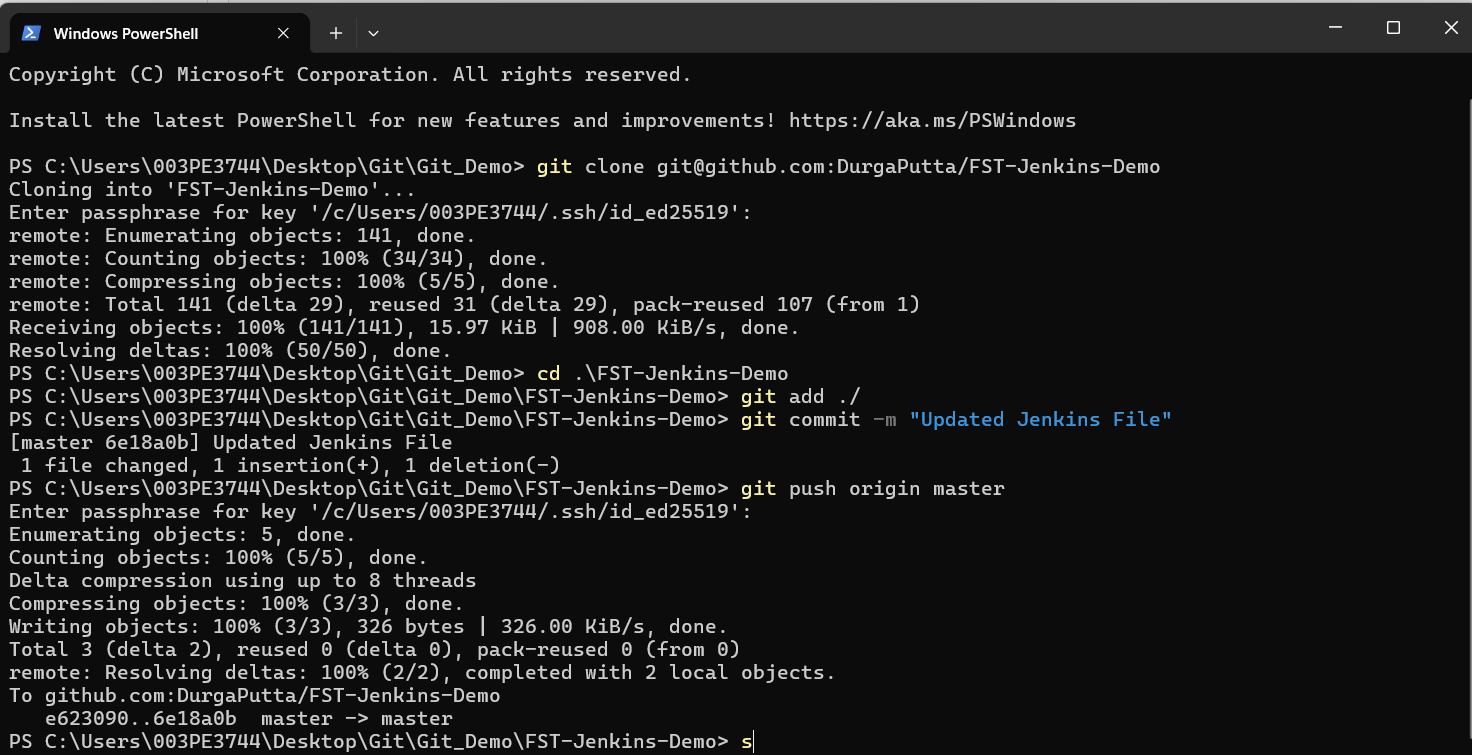 Windows PowerShell
Copyright (C) Microsoft Corporation. All rights reserved.
Install the latest PowerShell for new features and improvements! https://aka.ms/PSWindows
PS C:\Users\003PE3744\Desktop\Git\Git_Demo> git clone git@github.com:DurgaPutta/FST-Jenkins-Demo
Cloning into 'FST-Jenkins-Demo'...
Enter passphrase for key '/c/Users/003PE3744/.ssh/id_ed25519':
remote: Enumerating objects: 141, done.
remote: Counting objects: 100% (34/34), done.
remote: Compressing objects: 100% (5/5), done.
remote: Total 141 (delta 29), reused 31 (delta 29), pack-reused 107 (from 1)
Receiving objects: 100% (141/141), 15.97 KiB | 908.00 KiB/s, done.
Resolving deltas: 100% (50/50), done.
PS C:\Users\003PE3744\Desktop\Git\Git_Demo> cd .\FST-Jenkins-Demo
PS C:\Users\003PE3744\Desktop\Git\Git_Demo\FST-Jenkins-Demo> git add ./
PS C:\Users\003PE3744\Desktop\Git\Git_Demo\FST-Jenkins-Demo> git commit -m "Updated Jenkins File"
[master 6e18a0b] Updated Jenkins File
 1 file changed, 1 insertion(+), 1 deletion(-)
PS C:\Users\003PE3744\Desktop\Git\Git_Demo\FST-Jenkins-Demo> git push origin master
Enter passphrase for key '/c/Users/003PE3744/.ssh/id_ed25519':
Enumerating objects: 5, done.
Counting objects: 100% (5/5), done.
Delta compression using up to 8 threads
Compressing objects: 100% (3/3), done.
Writing objects: 100% (3/3), 326 bytes | 326.00 KiB/s, done.
Total 3 (delta 2), reused 0 (delta 0), pack-reused 0 (from 0)
remote: Resolving deltas: 100% (2/2), completed with 2 local objects.
To github.com:DurgaPutta/FST-Jenkins-Demo
   e623090..6e18a0b  master -> master
PS C:\Users\003PE3744\Desktop\Git\Git_Demo\FST-Jenkins-Demo> s